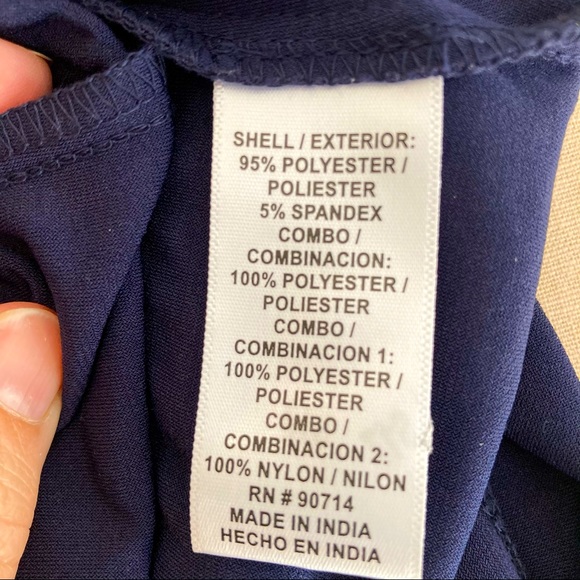 SHELL / EXTERIOR:
95% POLYESTER /
POLIESTER
5% SPANDEX
COMBO /
COMBINACION:
100% POLYESTER /
POLIESTER
COMBO /
COMBINACION 1:
100% POLYESTER /
POLIESTER
COMBO /
COMBINACION 2:
100% NYLON / NILON
RN # 90714
MADE IN INDIA
HECHO EN INDIA